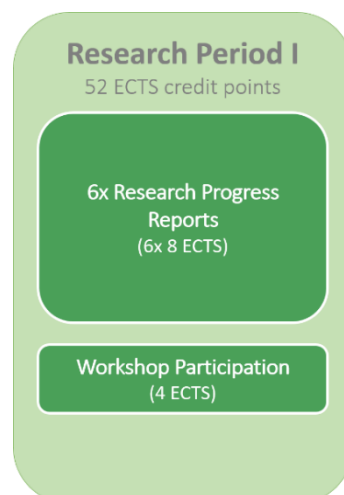 Research Period I
52 ECTS credit points
6x Research Progress
Reports
(6x 8 ECTS)
Workshop Participation
(4 ECTS)